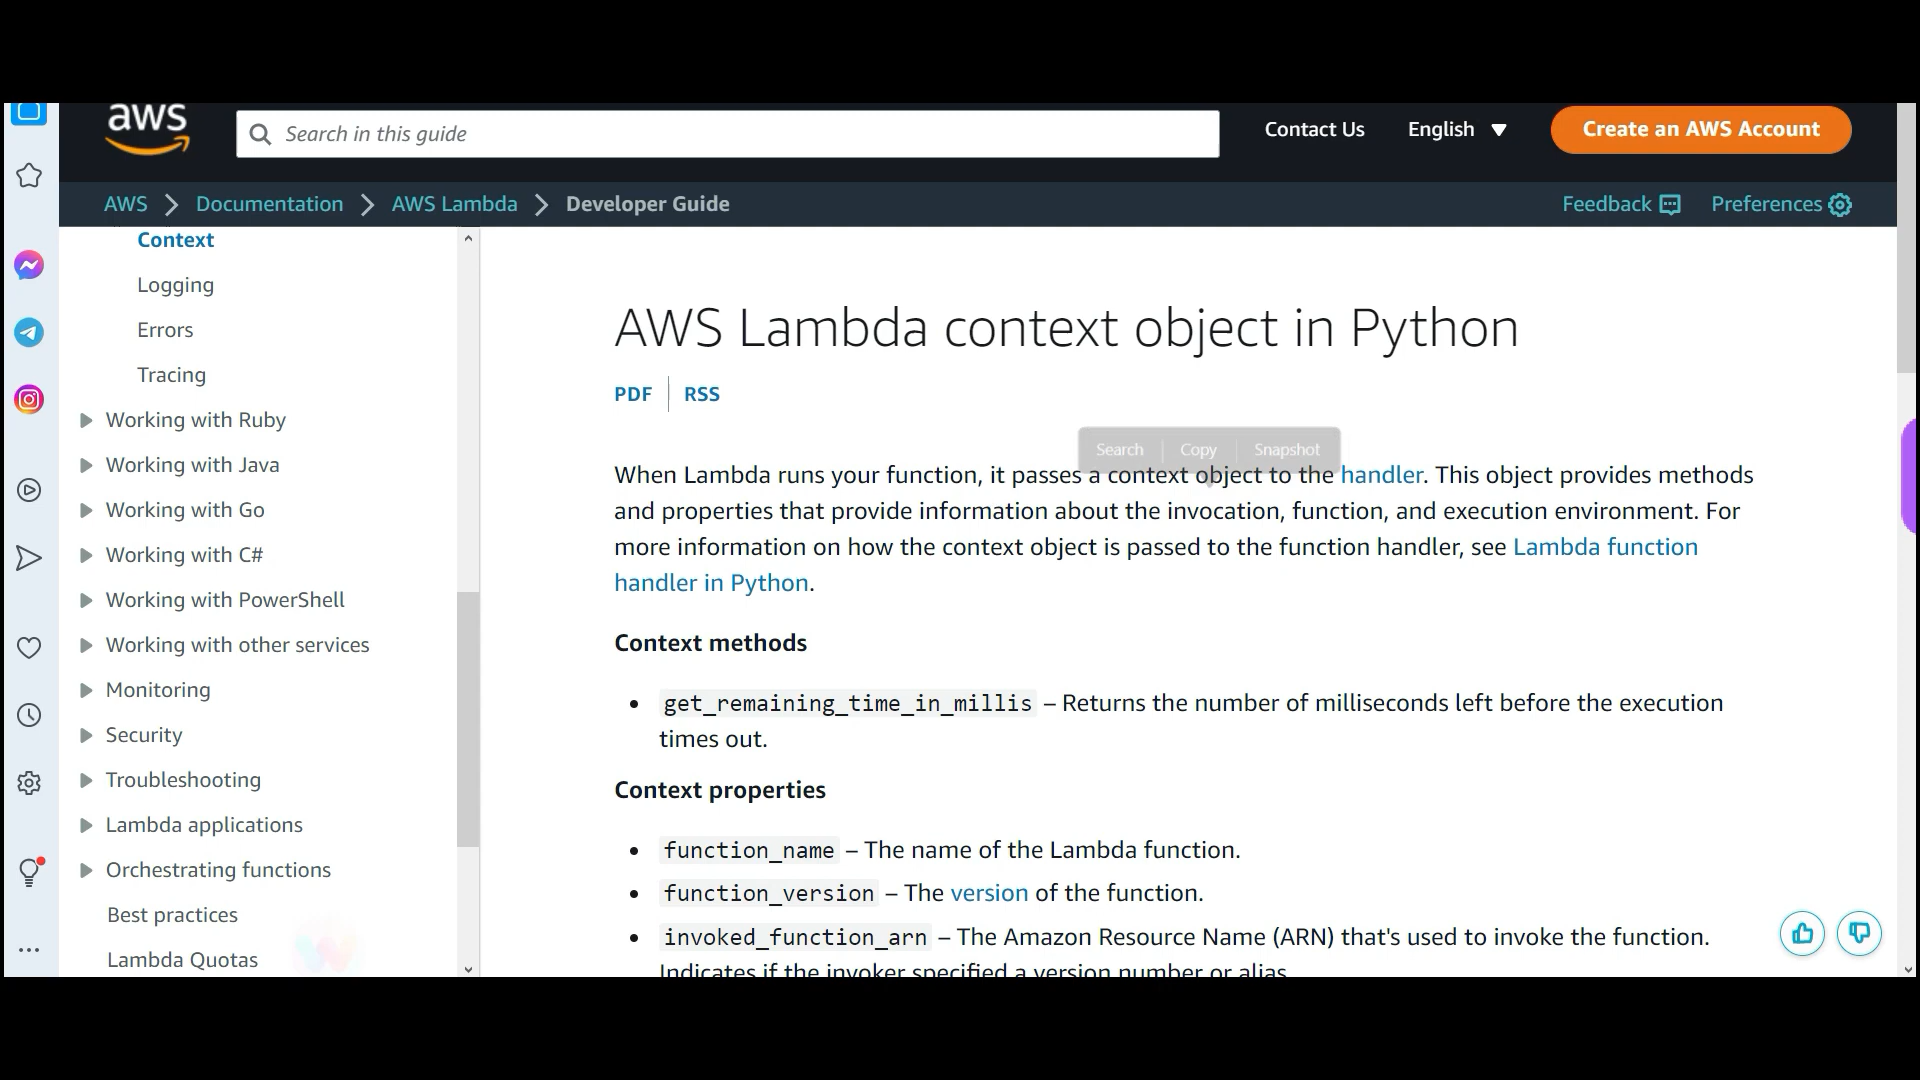 aws
Search in this guide
Contact Us
English
Create an AWS Account
AWS
Documentation
AWS Lambda
Developer Guide
Feedback
Preferences
Context
Logging
Errors
Tracing
Working with Ruby
Working with Java
Working with Go
Working with C#
Working with PowerShell
Working with other services
Monitoring
Security
Troubleshooting
Lambda applications
Orchestrating functions
Best practices
Lambda Quotas
AWS Lambda context object in Python
PDF
RSS
Search
Copy
Snapshot
When Lambda runs your function, it passes a context object to the handler. This object provides methods
and properties that provide information about the invocation, function, and execution environment. For
more information on how the context object is passed to the function handler, see Lambda function
handler in Python.
Context methods
• get_remaining_time_in_millis – Returns the number of milliseconds left before the execution
times out.
Context properties
• function_name – The name of the Lambda function.
• function_version – The version of the function.
• invoked_function_arn – The Amazon Resource Name (ARN) that's used to invoke the function.
Indicates if the invoker specified a version number or alias